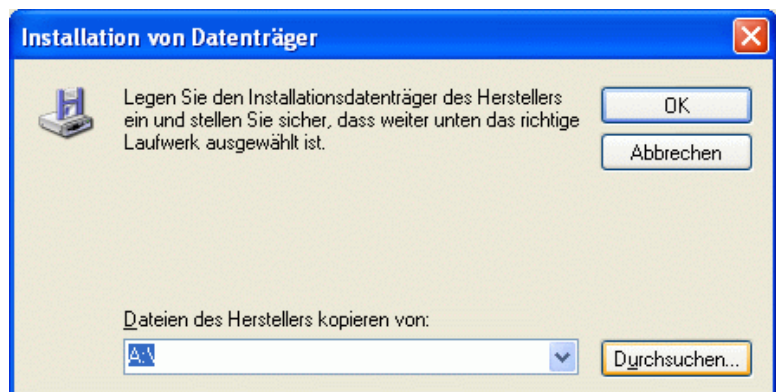 Installation von Datenträger
Legen Sie den Installationsdatenträger des Herstellers
ein und stellen Sie sicher, dass weiter unten das richtige
Laufwerk ausgewählt ist.
OK
Abbrechen
Dateien des Herstellers kopieren von:
A:\
Durchsuchen...